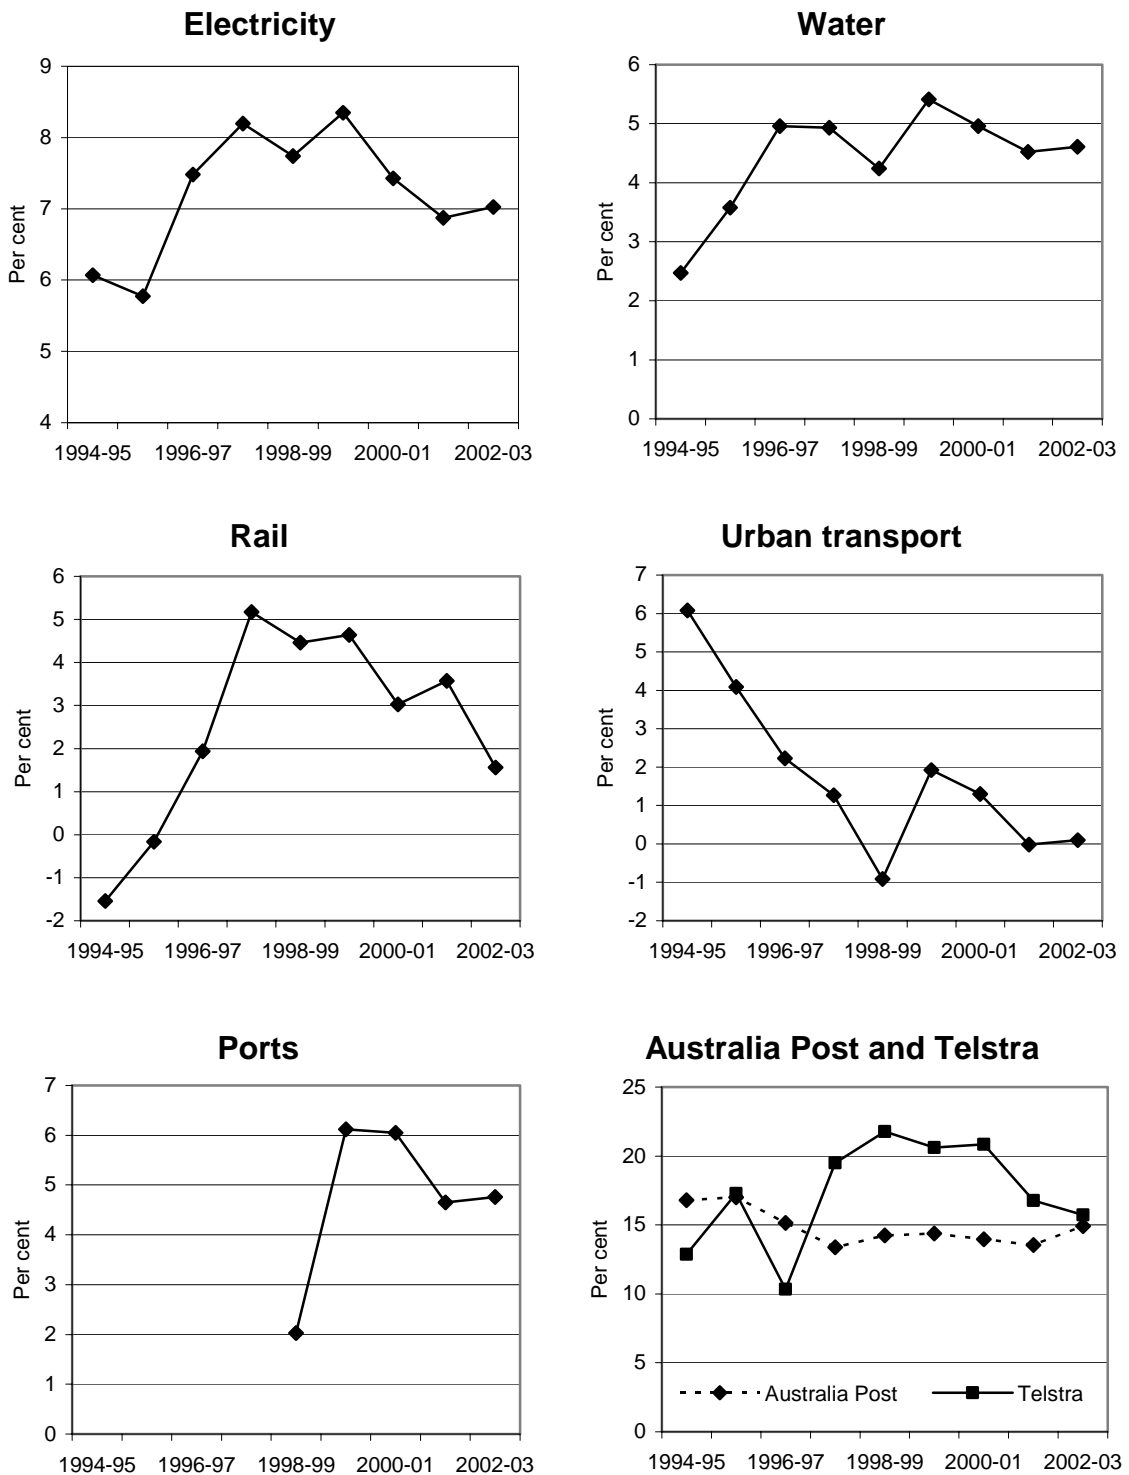 Electricity
9
8
7
6
5
4
Per cent
1994-95 1996-97 1998-99 2000-01 2002-03
Water
6
5
4
3
2
1
0
Per cent
1994-95 1996-97 1998-99 2000-01 2002-03
Rail
6
5
4
3
2
1
0
-1
-2
Per cent
1994-95 1996-97 1998-99 2000-01 2002-03
Urban transport
7
6
5
4
3
2
1
0
-1
-2
Per cent
1994-95 1996-97 1998-99 2000-01 2002-03
Ports
7
6
5
4
3
2
1
0
Per cent
1994-95 1996-97 1998-99 2000-01 2002-03
Australia Post and Telstra
25
20
15
10
5
0
Per cent
Australia Post Telstra
1994-95 1996-97 1998-99 2000-01 2002-03